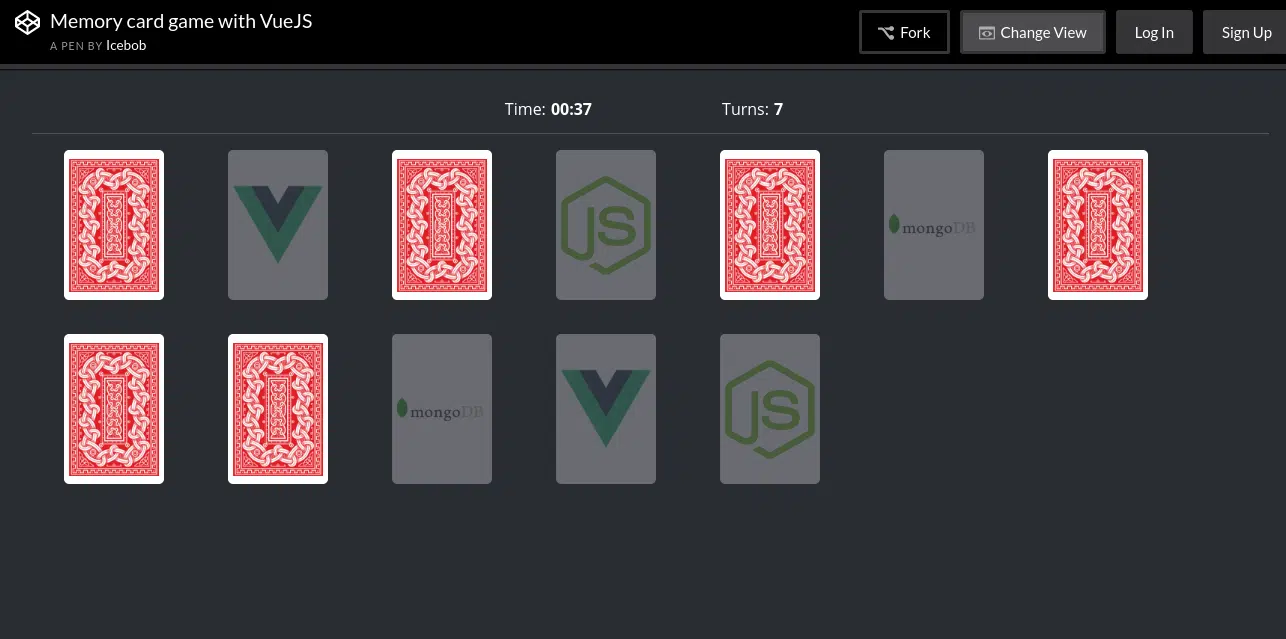 Memory card game with VueJS
A PEN BY Icebob
Fork
Change View
Log In
Sign Up
Time: 00:37
Turns: 7
JS
mongoDB
mongoDB
JS